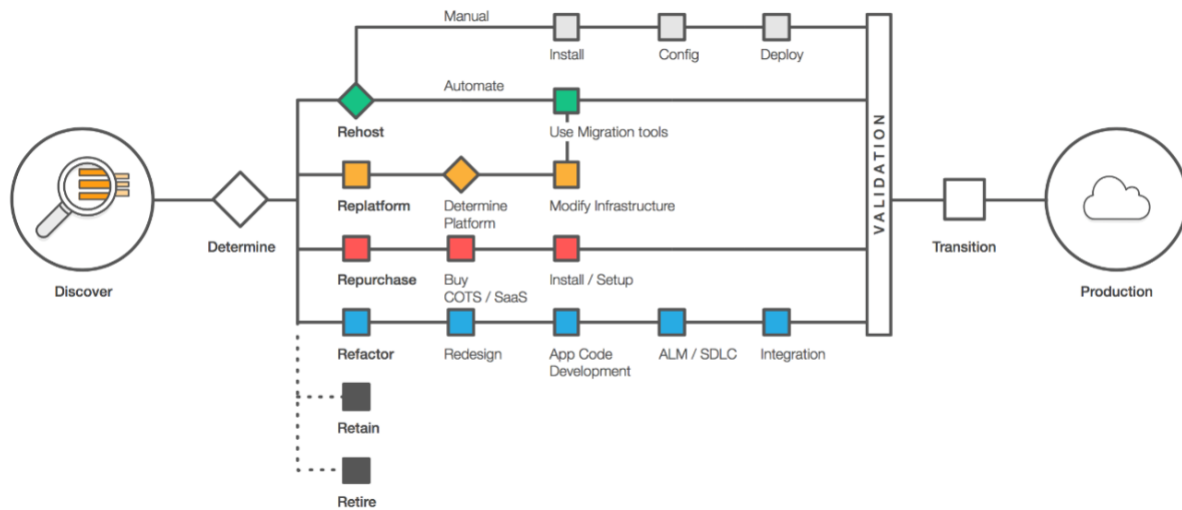 Manual
Install
Config
Deploy
Automate
Rehost
Use Migration tools
Discover
Determine
Replatform
Determine
Platform
Modify Infrastructure
Repurchase
Buy
COTS / SaaS
Install / Setup
Refactor
Redesign
App Code
Development
ALM / SDLC
Integration
Retain
Retire
VALIDATION
Transition
Production